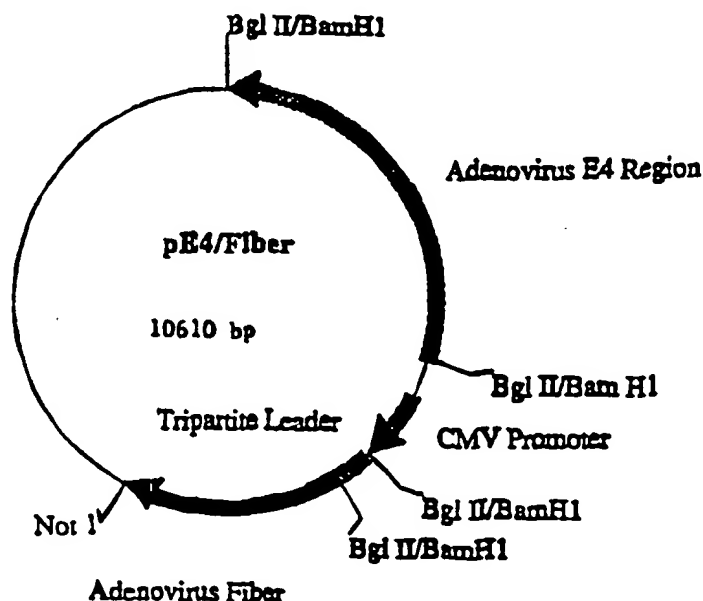 Bgl II/BamH1
Adenovirus E4 Region
pE4/Fiber
10610 bp
Bgl II/Bam H1
Tripartite Leader
CMV Promoter
Bgl II/BamH1
Not 1
Bgl II/BamH1
Adenovirus Fiber